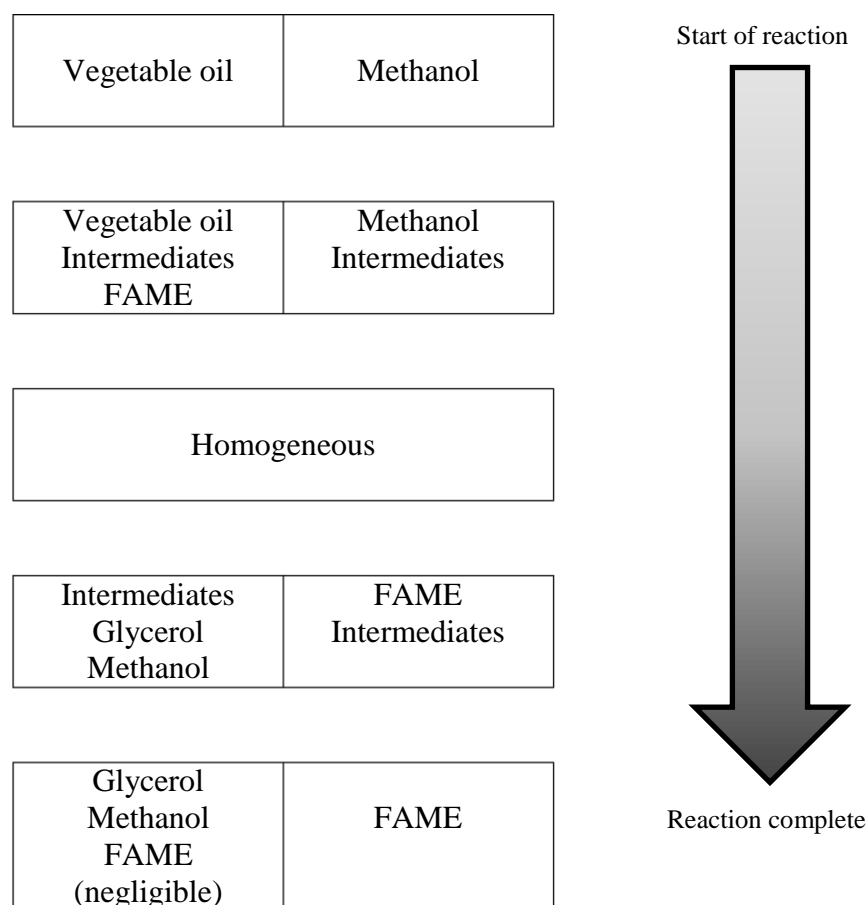 Start of reaction
Vegetable oil
Methanol
Vegetable oil
Intermediates
FAME
Methanol
Intermediates
Homogeneous
Intermediates
Glycerol
Methanol
FAME
Intermediates
Glycerol
Methanol
FAME
(negligible)
FAME
Reaction complete